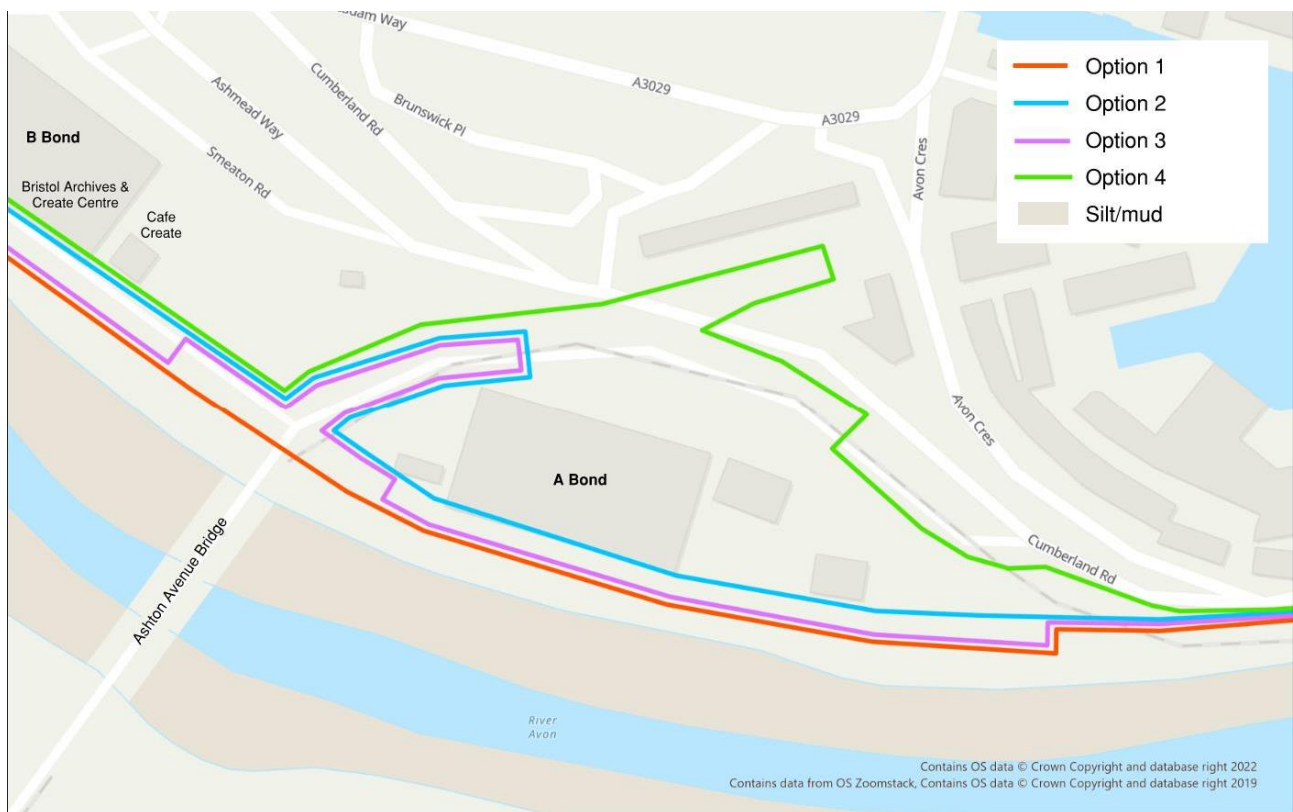 Option 1
Option 2
Option 3
Option 4
Silt/mud
A3029
A3029
Cumberland Rd
Brunswick Pl
Ashmead Way
Smeaton Rd
Avon Cres
B Bond
Bristol Archives &
Create Centre
Cafe
Create
Avon Cres
A Bond
Cumberland Rd
Ashton Avenue Bridge
River
Avon
Contains OS data © Crown Copyright and database right 2022
Contains data from OS Zoomstack, Contains OS data © Crown Copyright and database right 2019